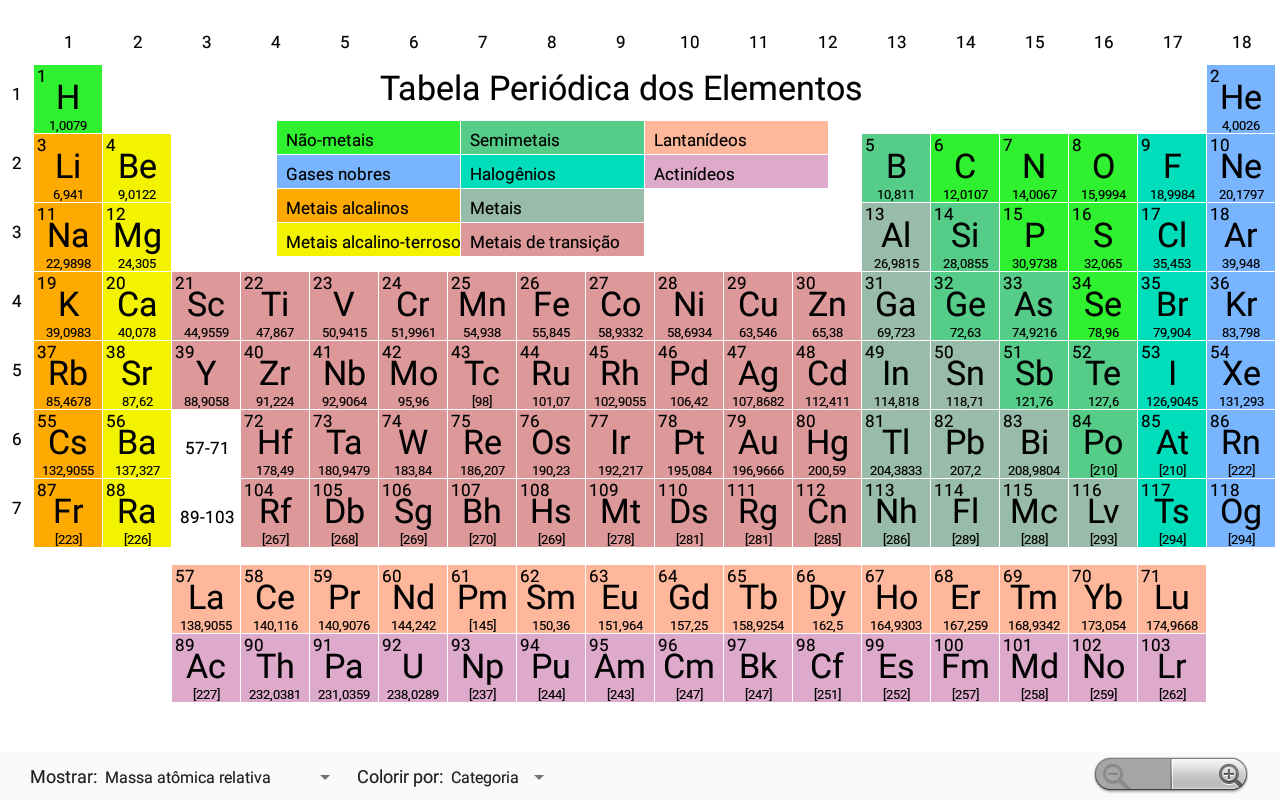 1 2 3 4 5 6 7 8 9 10 11 12 13 14 15 16 17 18
Tabela Periódica dos Elementos
Não-metais Semimetais Lantanídeos
Gases nobres Halogênios Actinídeos
Metais alcalinos Metais
Metais alcalino-terroso Metais de transição
1
1 2
H He
1,0079 4,0026
2
3 4 5 6 7 8 9 10
Li Be B C N O F Ne
6,941 9,0122 10,811 12,0107 14,0067 15,9994 18,9984 20,1797
3
11 12 13 14 15 16 17 18
Na Mg Al Si P S Cl Ar
22,9898 24,305 26,9815 28,0855 30,9738 32,065 35,453 39,948
4
19 20 21 22 23 24 25 26 27 28 29 30 31 32 33 34 35 36
K Ca Sc Ti V Cr Mn Fe Co Ni Cu Zn Ga Ge As Se Br Kr
39,0983 40,078 44,9559 47,867 50,9415 51,9961 54,938 55,845 58,9332 58,6934 63,546 65,38 69,723 72,63 74,9216 78,96 79,904 83,798
5
37 38 39 40 41 42 43 44 45 46 47 48 49 50 51 52 53 54
Rb Sr Y Zr Nb Mo Tc Ru Rh Pd Ag Cd In Sn Sb Te I Xe
85,4678 87,62 88,9058 91,224 92,9064 95,96 [98] 101,07 102,9055 106,42 107,8682 112,411 114,818 118,71 121,76 127,6 126,9045 131,293
6
55 56 72 73 74 75 76 77 78 79 80 81 82 83 84 85 86
Cs Ba 57-71 Hf Ta W Re Os Ir Pt Au Hg Tl Pb Bi Po At Rn
132,9055 137,327 178,49 180,9479 183,84 186,207 190,23 192,217 195,084 196,9666 200,59 204,3833 207,2 208,9804 [210] [210] [222]
7
87 88 104 105 106 107 108 109 110 111 112 113 114 115 116 117 118
Fr Ra 89-103 Rf Db Sg Bh Hs Mt Ds Rg Cn Nh Fl Mc Lv Ts Og
[223] [226] [267] [268] [269] [270] [269] [278] [281] [281] [285] [286] [289] [288] [293] [294] [294]
57 58 59 60 61 62 63 64 65 66 67 68 69 70 71
La Ce Pr Nd Pm Sm Eu Gd Tb Dy Ho Er Tm Yb Lu
138,9055 140,116 140,9076 144,242 [145] 150,36 151,964 157,25 158,9254 162,5 164,9303 167,259 168,9342 173,054 174,9668
89 90 91 92 93 94 95 96 97 98 99 100 101 102 103
Ac Th Pa U Np Pu Am Cm Bk Cf Es Fm Md No Lr
[227] 232,0381 231,0359 238,0289 [237] [244] [243] [247] [247] [251] [252] [257] [258] [259] [262]
Mostrar: Massa atômica relativa Colorir por: Categoria